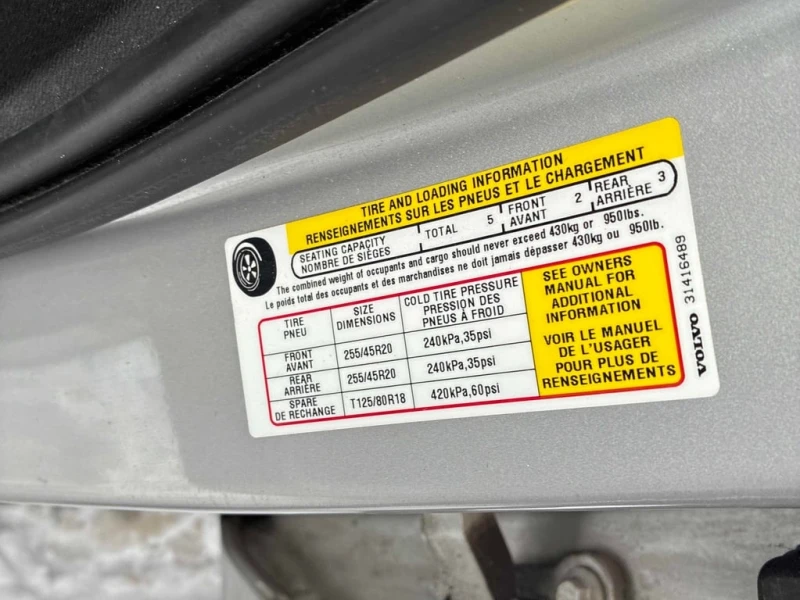 TIRE AND LOADING INFORMATION
RENSEIGNEMENTS SUR LES PNEUS ET LE CHARGEMENT
SEATING CAPACITY
NOMBRE DE SIÈGES
TOTAL 5
FRONT
AVANT 2
REAR
ARRIÈRE 3
The combined weight of occupants and cargo should never exceed 430kg or 950lbs.
Le poids total des occupants et des marchandises ne doit jamais dépasser 430kg ou 950lb.
TIRE
PNEU
SIZE
DIMENSIONS
COLD TIRE PRESSURE
PRESSION DES
PNEUS À FROID
FRONT
AVANT
255/45R20
240kPa,35psi
REAR
ARRIÈRE
255/45R20
240kPa,35psi
SPARE
DE RECHANGE
T125/80R18
420kPa,60psi
SEE OWNERS
MANUAL FOR
ADDITIONAL
INFORMATION
VOIR LE MANUEL
DE L'USAGER
POUR PLUS DE
RENSEIGNEMENTS
VOLVO 31416489